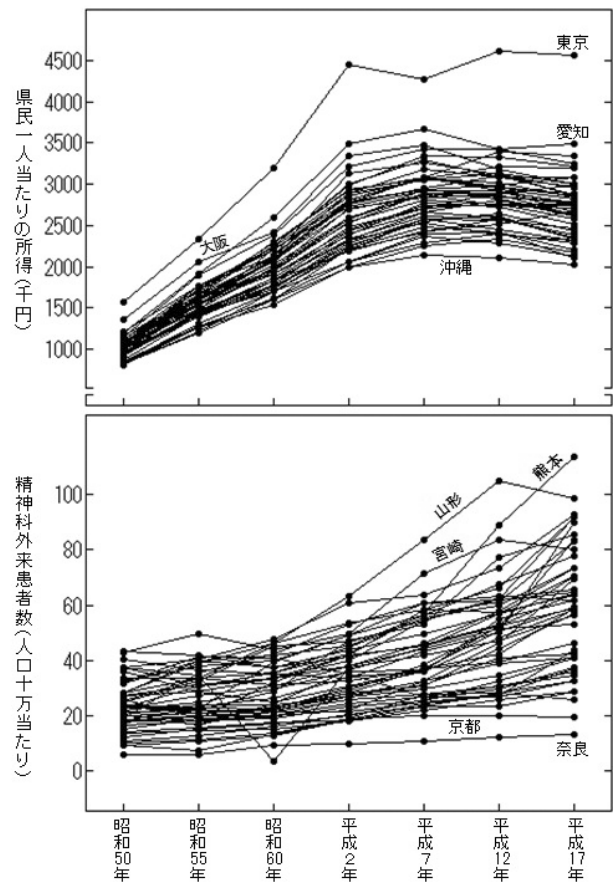 県民一人当たりの所得(千円)
4500
4000
3500
3000
2500
2000
1500
1000
東京
愛知
大阪
沖縄
精神科外来患者数(人口十万当たり)
100
80
60
40
20
0
熊本
山形
宮崎
京都
奈良
昭和50年
昭和55年
昭和60年
平成2年
平成7年
平成12年
平成17年